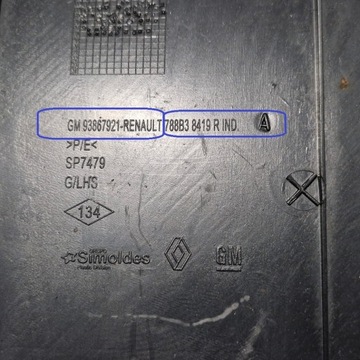 GM 93867921-RENAULT 788B3 8419 R IND A
>P/E<
SP7479
G/LHS
134
Simoldes
GM